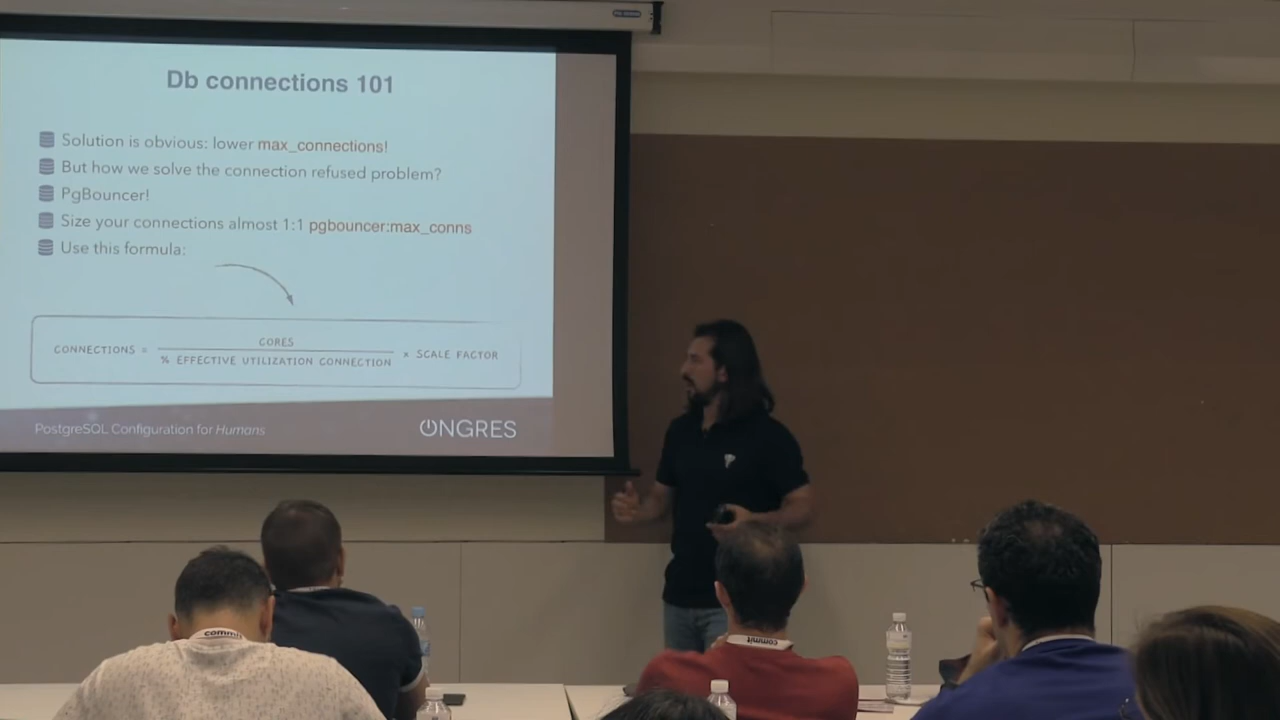 Db connections 101
Solution is obvious: lower max_connections!
But how we solve the connection refused problem?
PgBouncer!
Size your connections almost 1:1 pgbouncer:max_conns
Use this formula:
CONNECTIONS = CORES
% EFFECTIVE UTILIZATION CONNECTION
× SCALE FACTOR
PostgreSQL Configuration for Humans
ONGRES
commit
commit